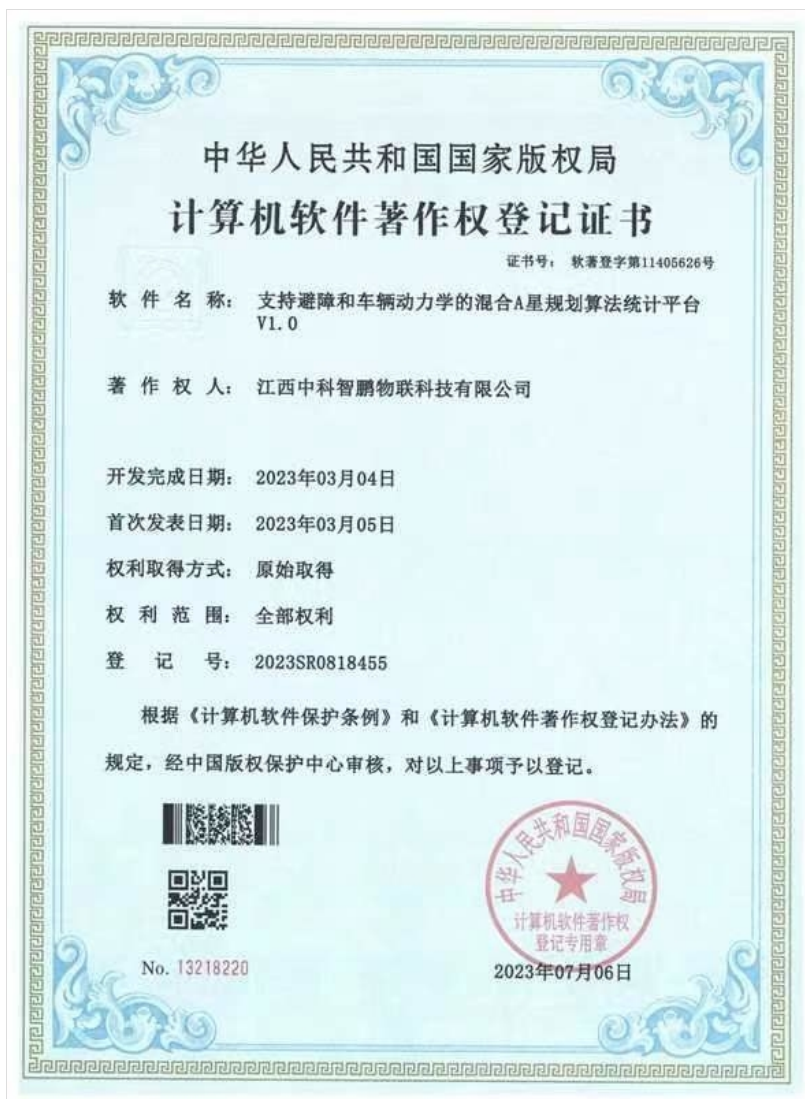 中华人民共和国国家版权局
计算机软件著作权登记证书
证书号： 软著登字第11405626号
软件名称： 支持避障和车辆动力学的混合A星规划算法统计平台
V1.0
著作权人： 江西中科智鹏物联科技有限公司
开发完成日期： 2023年03月04日
首次发表日期： 2023年03月05日
权利取得方式： 原始取得
权利范围： 全部权利
登记号： 2023SR0818455
根据《计算机软件保护条例》和《计算机软件著作权登记办法》的
规定，经中国版权保护中心审核，对以上事项予以登记。
中华人民共和国国家版权局
计算机软件著作权
登记专用章
No. 13218220
2023年07月06日